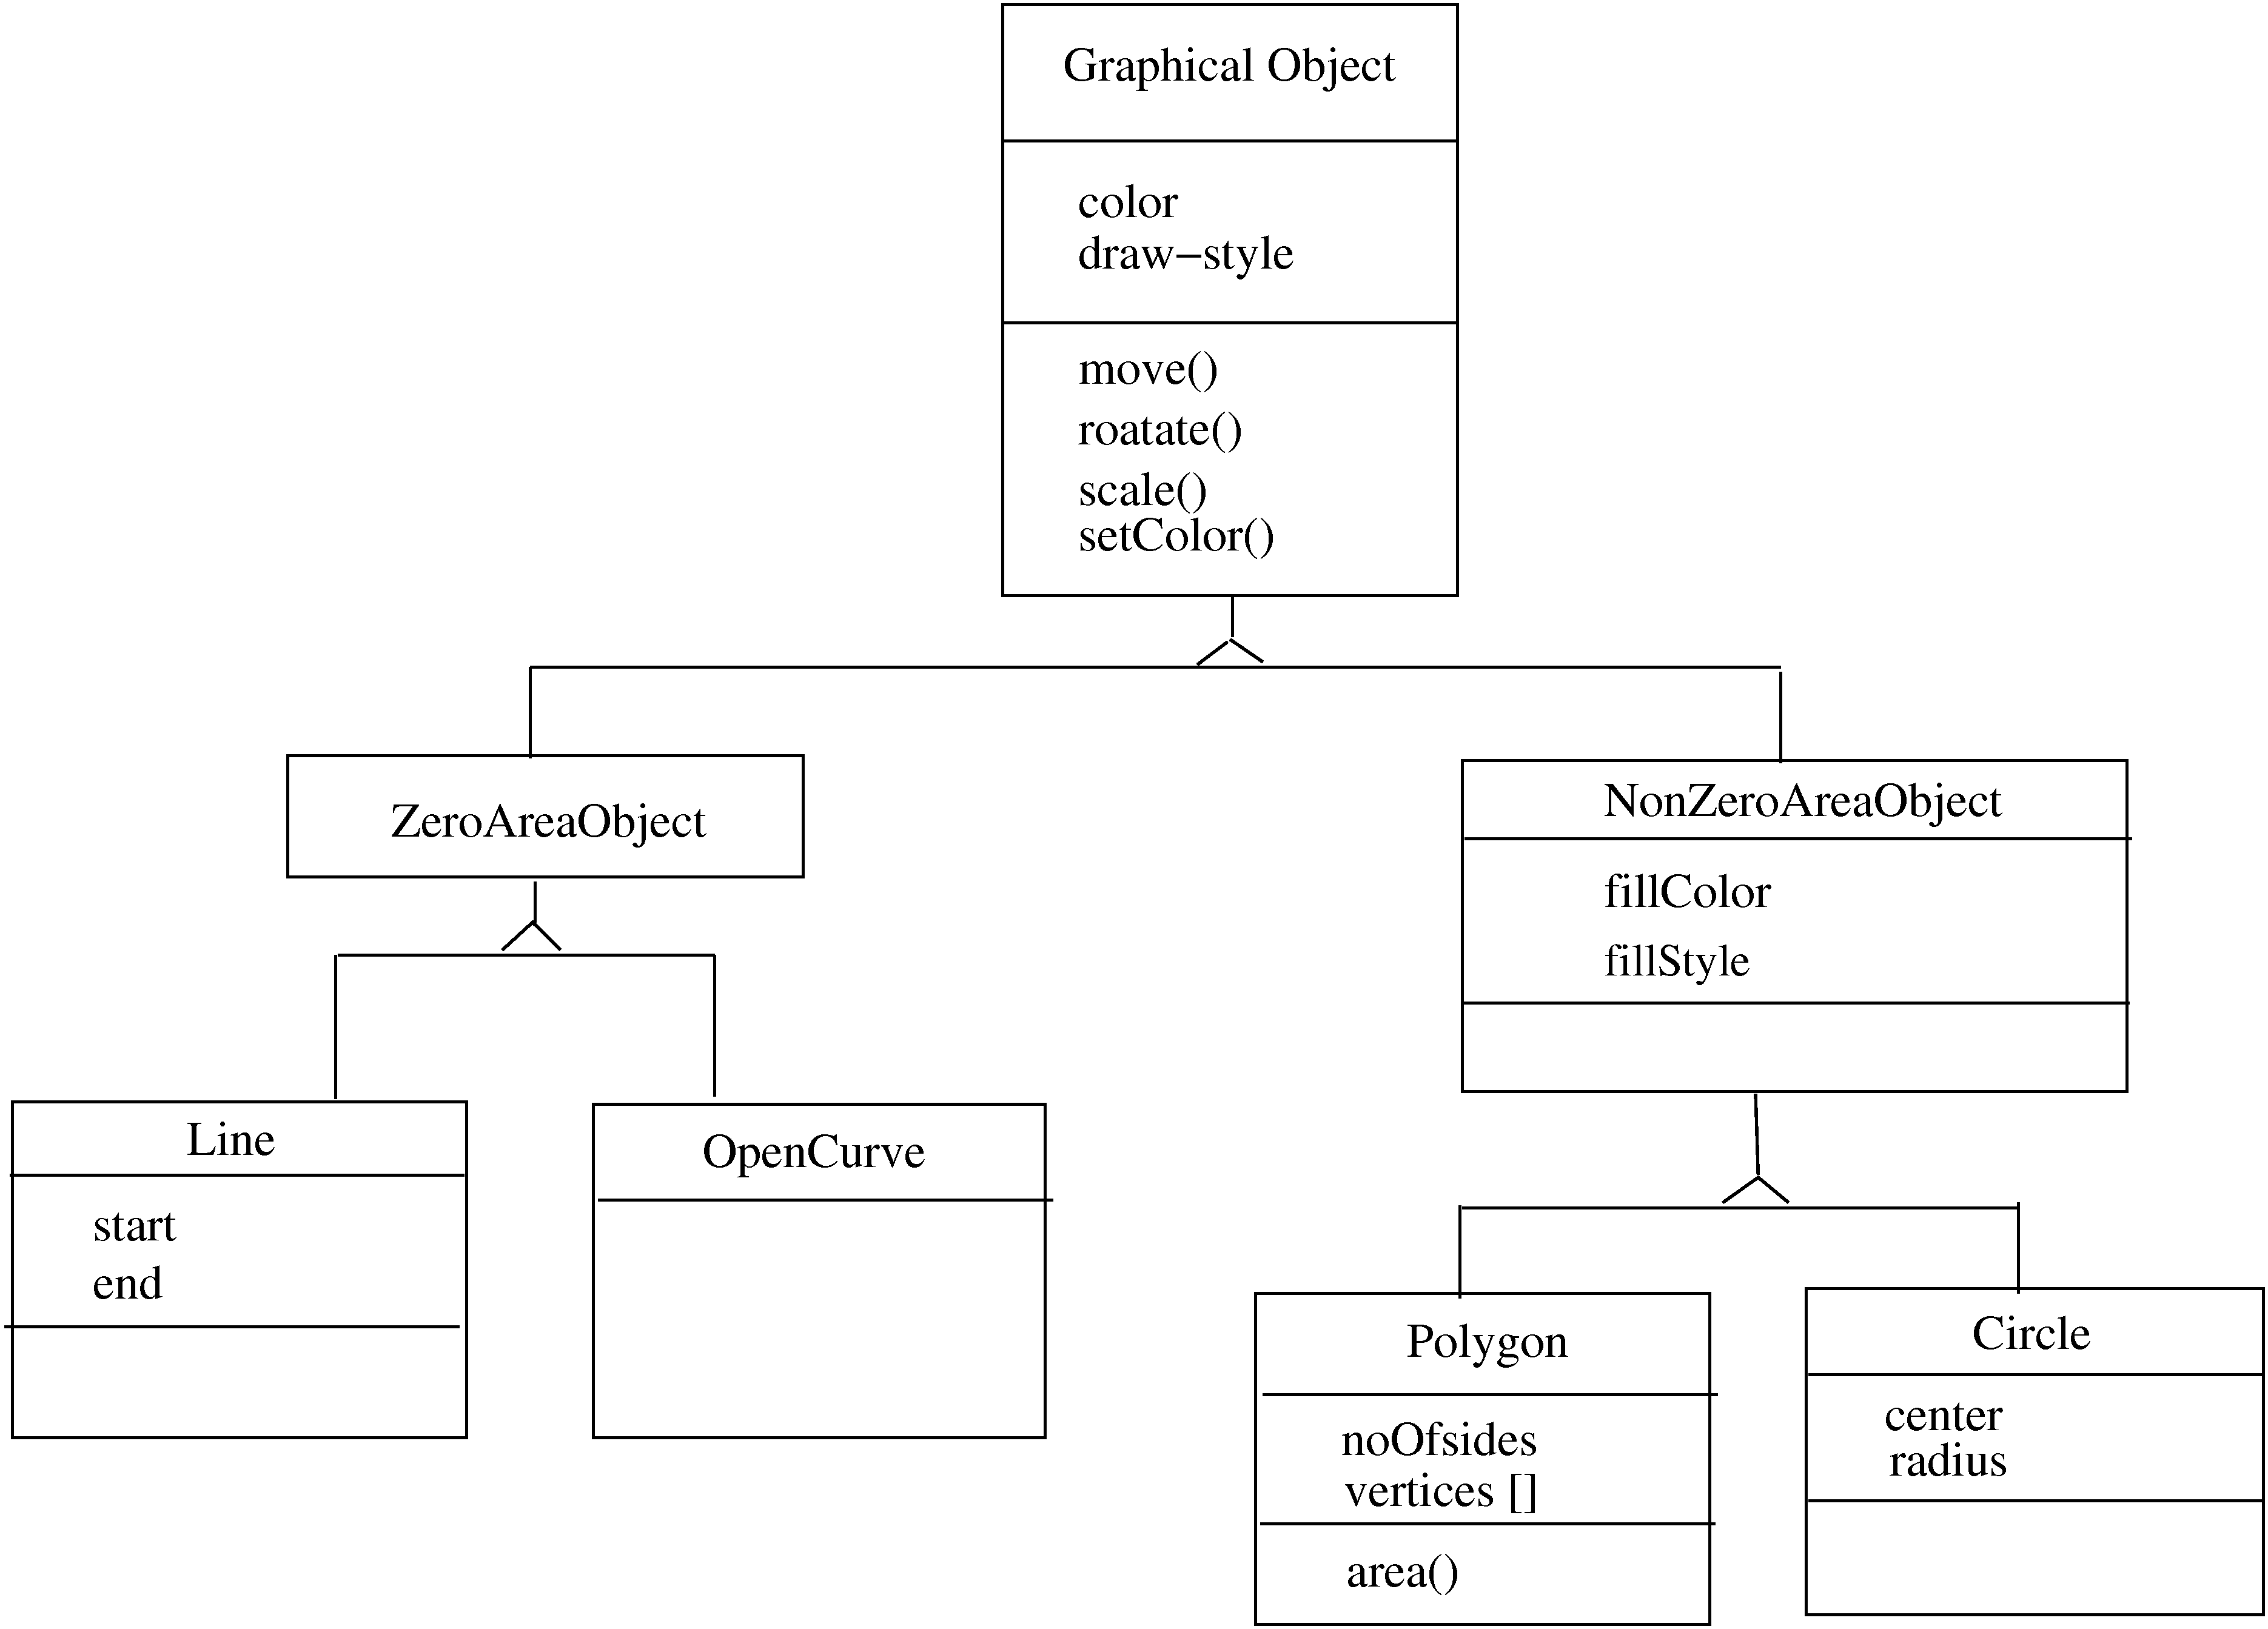 Graphical Object
color
draw–style
move()
roatate()
scale()
setColor()
ZeroAreaObject
NonZeroAreaObject
fillColor
fillStyle
Line
start
end
OpenCurve
Polygon
noOfsides
vertices []
area()
Circle
center
radius